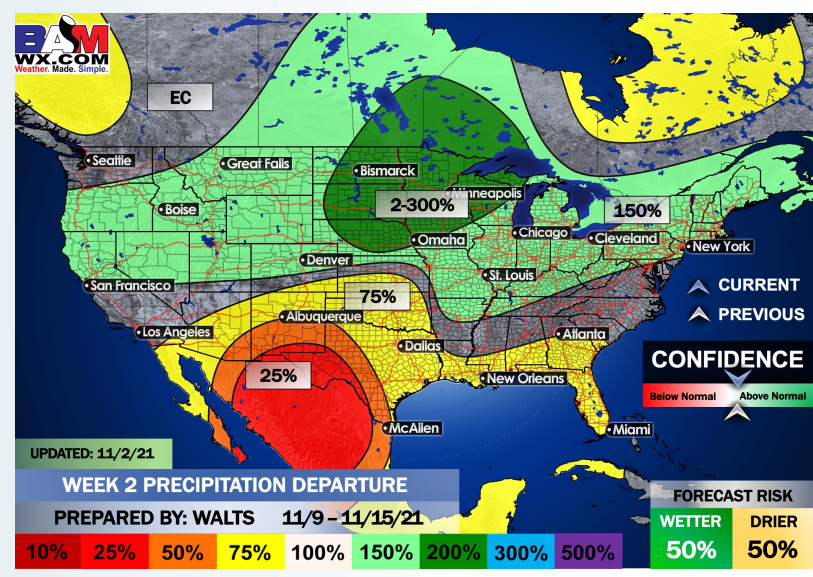 BAM
WX.COM
Weather. Made. Simple.
EC
Seattle
Great Falls
Bismarck
Minneapolis
2-300%
Boise
150%
Chicago
Cleveland
New York
Omaha
Denver
St. Louis
San Francisco
75%
CURRENT
PREVIOUS
Albuquerque
Los Angeles
Atlanta
Dallas
25%
New Orleans
CONFIDENCE
Below Normal
Above Normal
McAllen
Miami
UPDATED: 11/2/21
WEEK 2 PRECIPITATION DEPARTURE
PREPARED BY: WALTS 11/9 – 11/15/21
FORECAST RISK
WETTER DRIER
50% 50%
10% 25% 50% 75% 100% 150% 200% 300% 500%